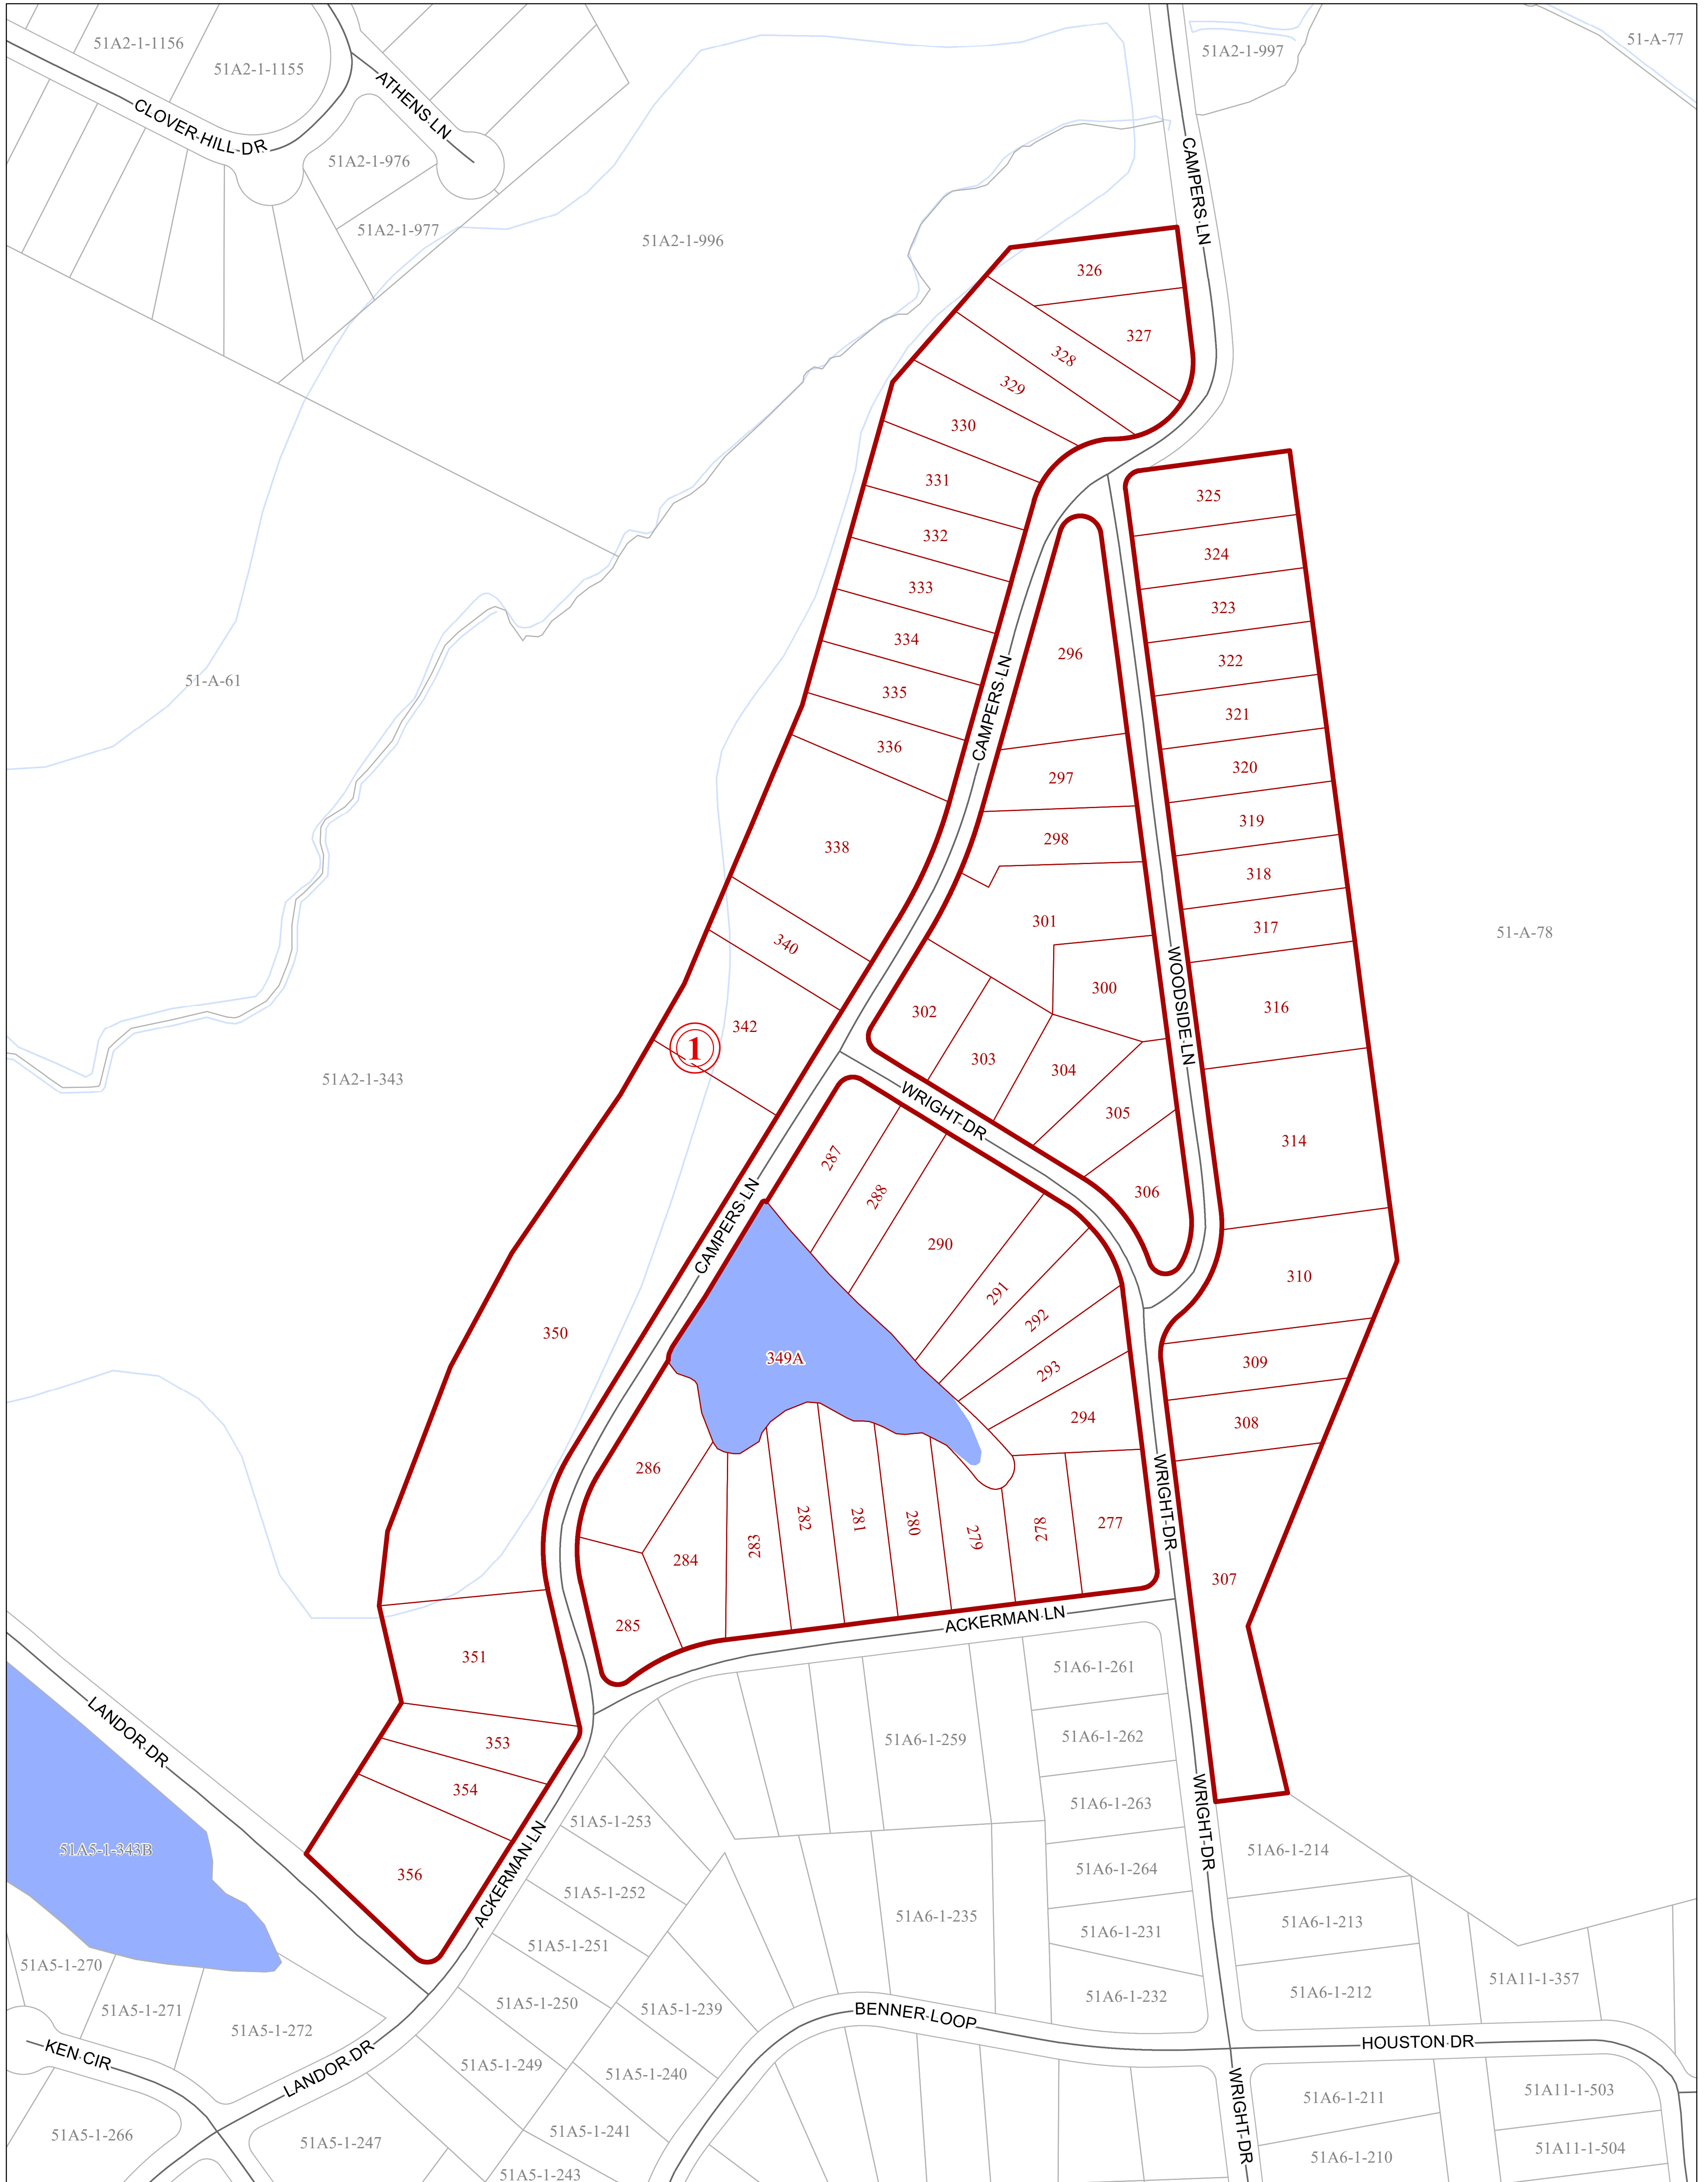 51A2-1-1156
51A2-1-1155
51A2-1-997
51-A-77
ATHENS LN
CLOVER HILL DR
51A2-1-976
51A2-1-977
51A2-1-996
CAMPERS LN
326
327
328
329
330
331
332
333
334
335
336
325
324
323
322
321
320
319
318
317
316
314
310
309
308
307
296
297
298
301
300
302
303
304
305
306
CAMPERS LN
WOODSIDE LN
51-A-61
51-A-78
338
340
342
1
51A2-1-343
WRIGHT DR
287
288
290
291
292
293
294
CAMPERS LN
350
349A
286
284
285
283
282
281
280
279
278
277
WRIGHT DR
ACKERMAN LN
351
353
354
356
LANDOR DR
51A5-1-343B
ACKERMAN LN
51A6-1-261
51A6-1-262
51A6-1-259
51A6-1-263
51A6-1-264
51A6-1-235
51A6-1-231
51A6-1-232
WRIGHT DR
51A6-1-214
51A6-1-213
51A6-1-212
51A11-1-357
51A5-1-253
51A5-1-252
51A5-1-251
51A5-1-250
51A5-1-249
51A5-1-239
51A5-1-240
51A5-1-241
51A5-1-243
51A5-1-270
51A5-1-271
51A5-1-272
KEN CIR
LANDOR DR
51A5-1-266
51A5-1-247
BENNER LOOP
HOUSTON DR
WRIGHT DR
51A6-1-211
51A6-1-210
51A11-1-503
51A11-1-504